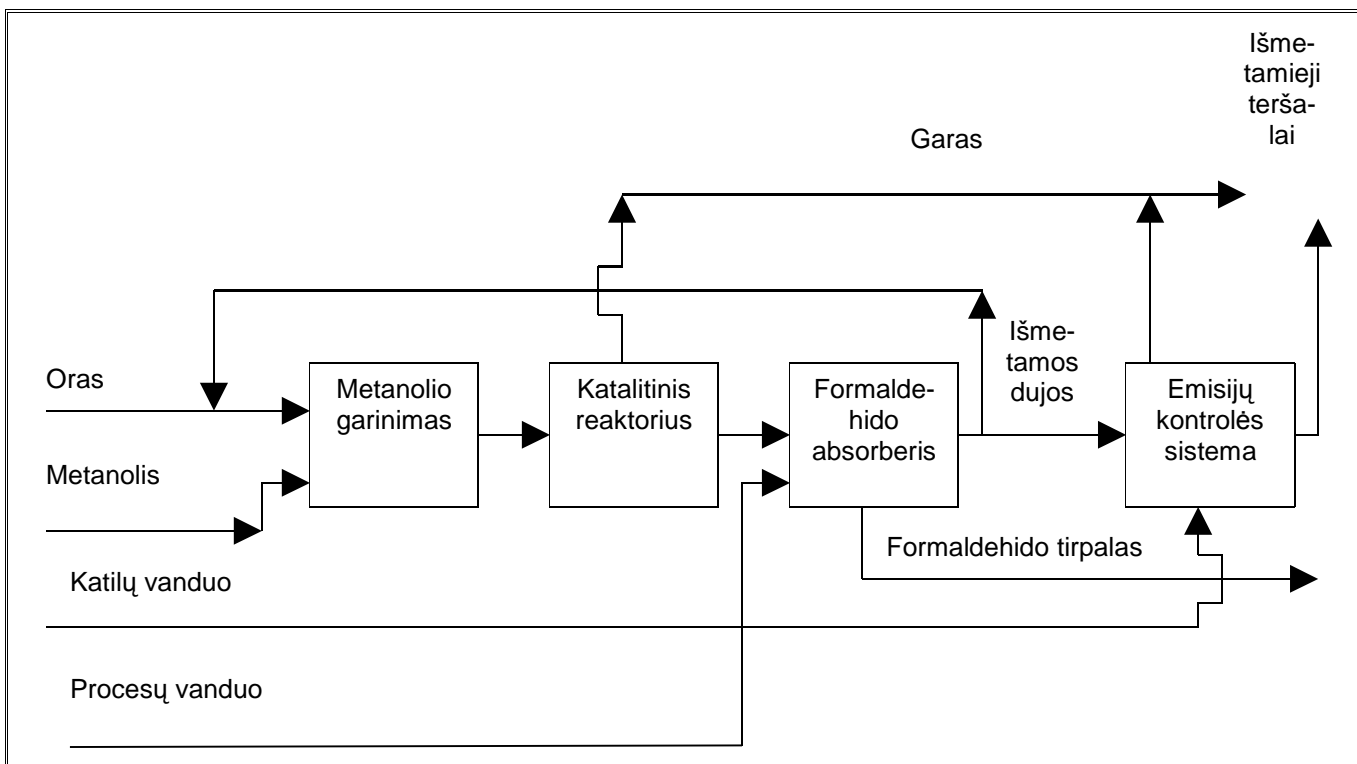 Išme-
tamieji
terša-
lai
Garas
Išme-
tamos
dujos
Oras
Metanolio
garinimas
Katalitinis
reaktorius
Formalde-
hido
absorberis
Emisijų
kontrolės
sistema
Metanolis
Formaldehido tirpalas
Katilų vanduo
Procesų vanduo